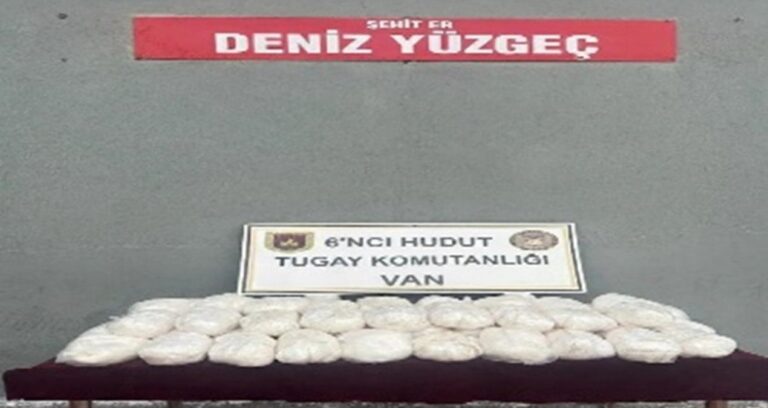 ŞEHİT ER
DENİZ YÜZGEÇ
6'NCI HUDUT
TUGAY KOMUTANLIĞI
VAN